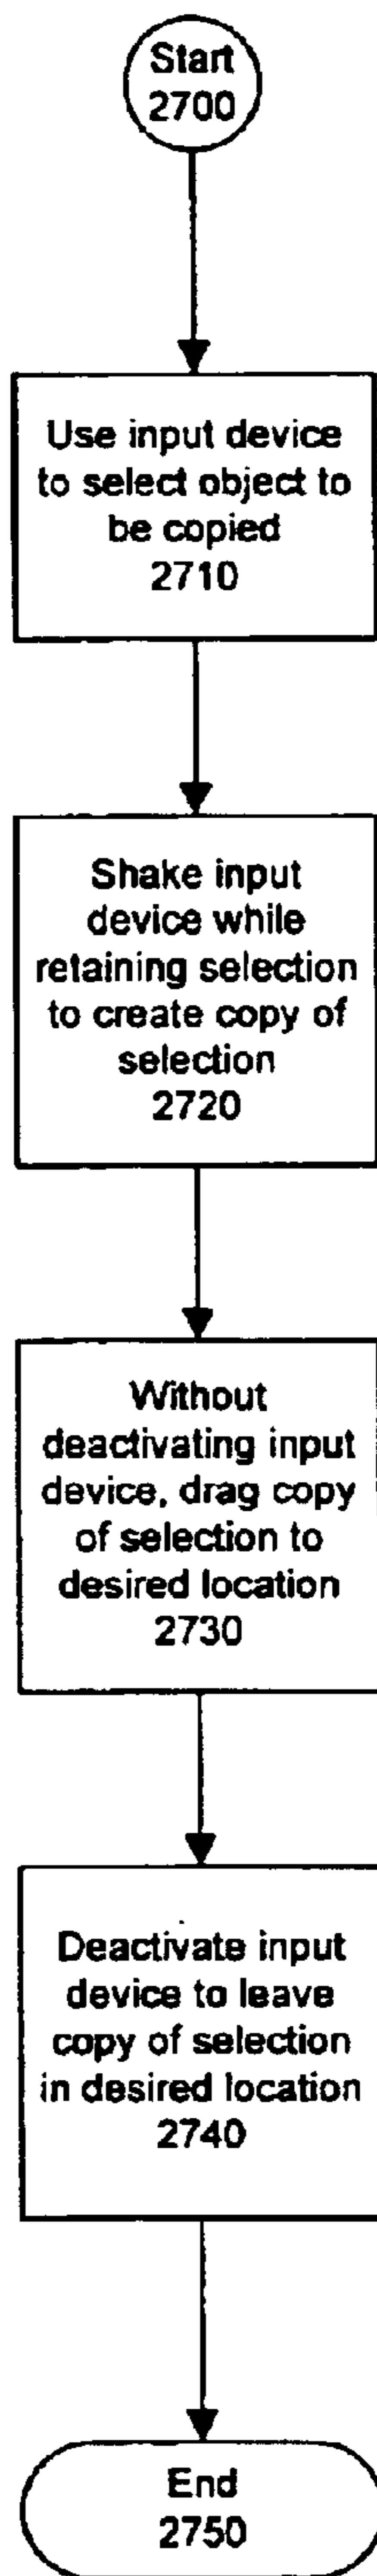 Start
2700
Use input device
to select object to
be copied
2710
Shake input
device while
retaining selection
to create copy of
selection
2720
Without
deactivating input
device, drag copy
of selection to
desired location
2730
Deactivate input
device to leave
copy of selection
in desired location
2740
End
2750